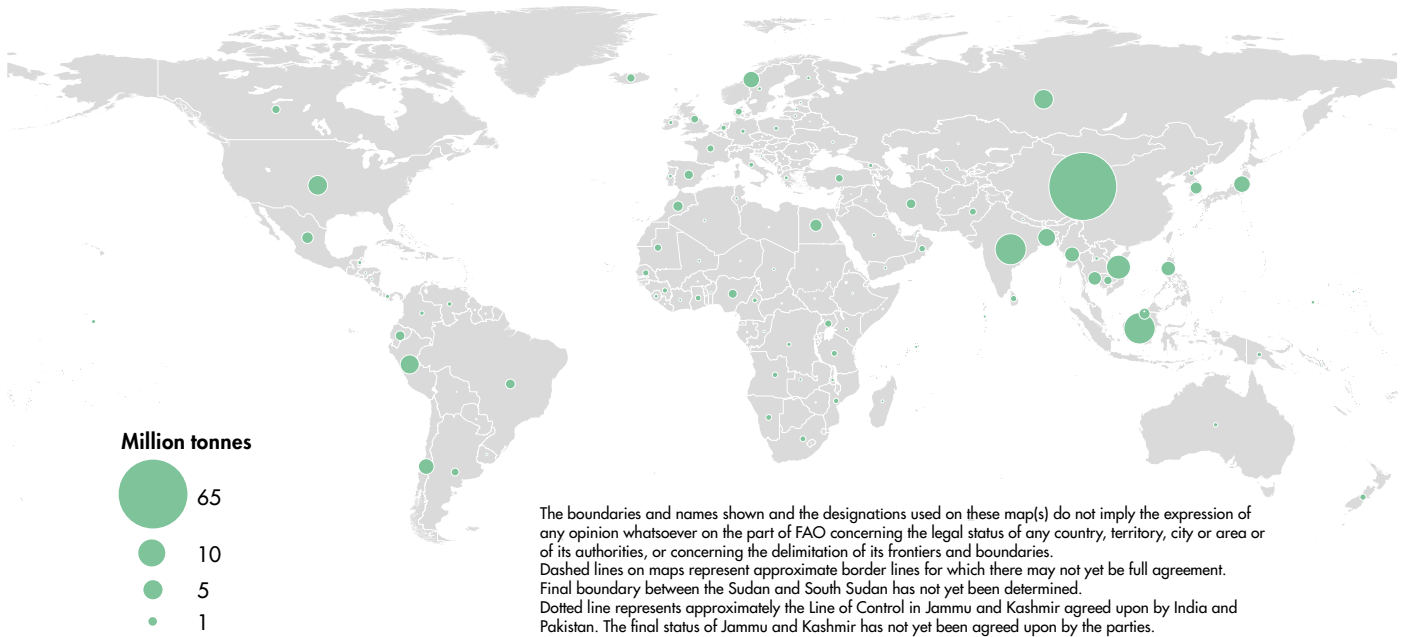 Million tonnes
65
10
5
1
The boundaries and names shown and the designations used on these map(s) do not imply the expression of
any opinion whatsoever on the part of FAO concerning the legal status of any country, territory, city or area or
of its authorities, or concerning the delimitation of its frontiers and boundaries.
Dashed lines on maps represent approximate border lines for which there may not yet be full agreement.
Final boundary between the Sudan and South Sudan has not yet been determined.
Dotted line represents approximately the Line of Control in Jammu and Kashmir agreed upon by India and
Pakistan. The final status of Jammu and Kashmir has not yet been agreed upon by the parties.